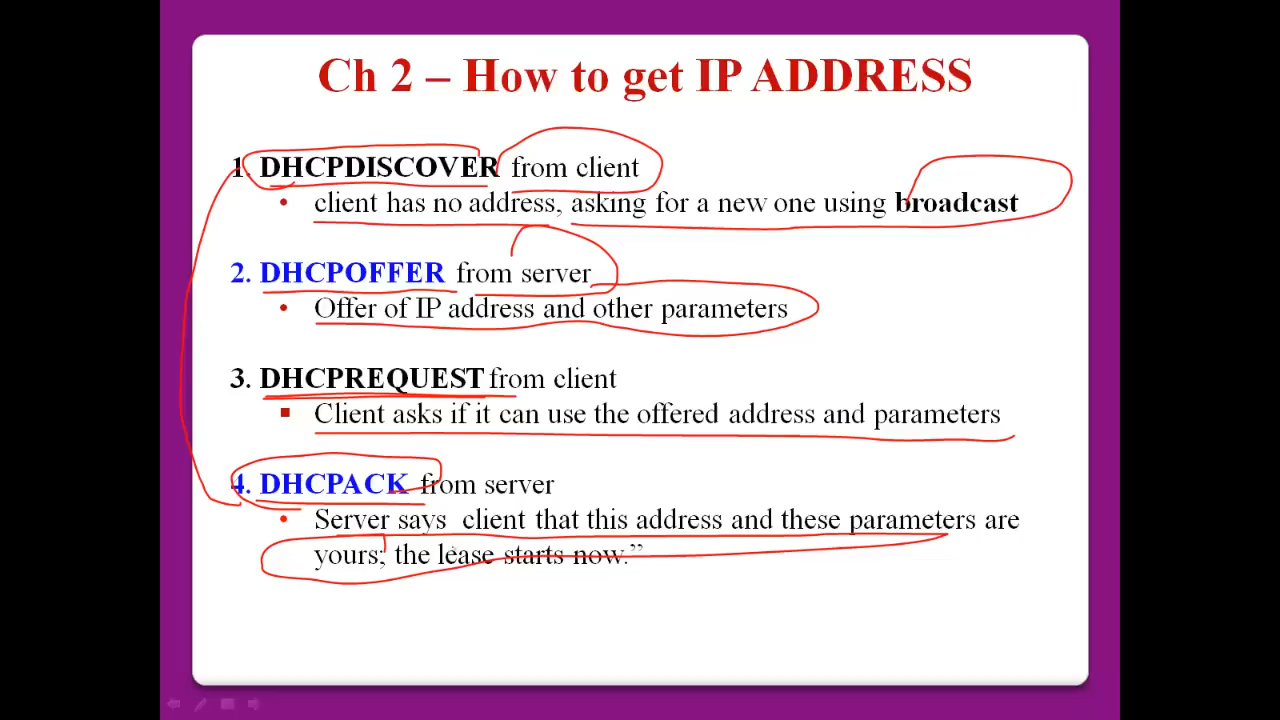 Ch 2 – How to get IP ADDRESS
1. DHCPDISCOVER from client
• client has no address, asking for a new one using broadcast
2. DHCPOFFER from server
• Offer of IP address and other parameters
3. DHCPREQUEST from client
▪ Client asks if it can use the offered address and parameters
4. DHCPACK from server
• Server says client that this address and these parameters are
yours; the lease starts now.”